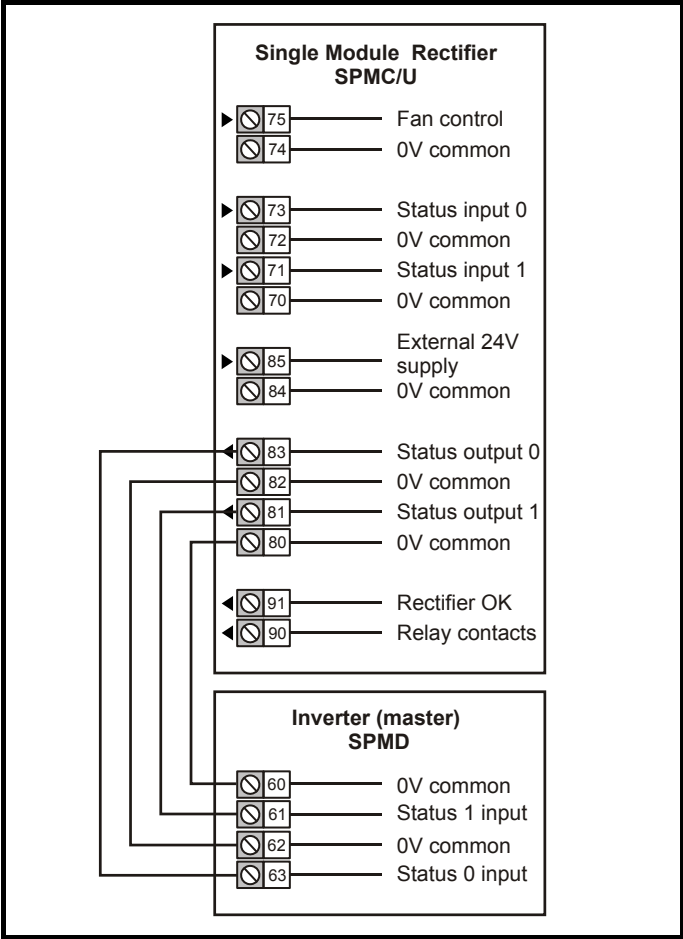 Single Module Rectifier
SPMC/U
75 Fan control
74 0V common
73 Status input 0
72 0V common
71 Status input 1
70 0V common
External 24V
85 supply
84 0V common
83 Status output 0
82 0V common
81 Status output 1
80 0V common
91 Rectifier OK
90 Relay contacts
Inverter (master)
SPMD
60 0V common
61 Status 1 input
62 0V common
63 Status 0 input